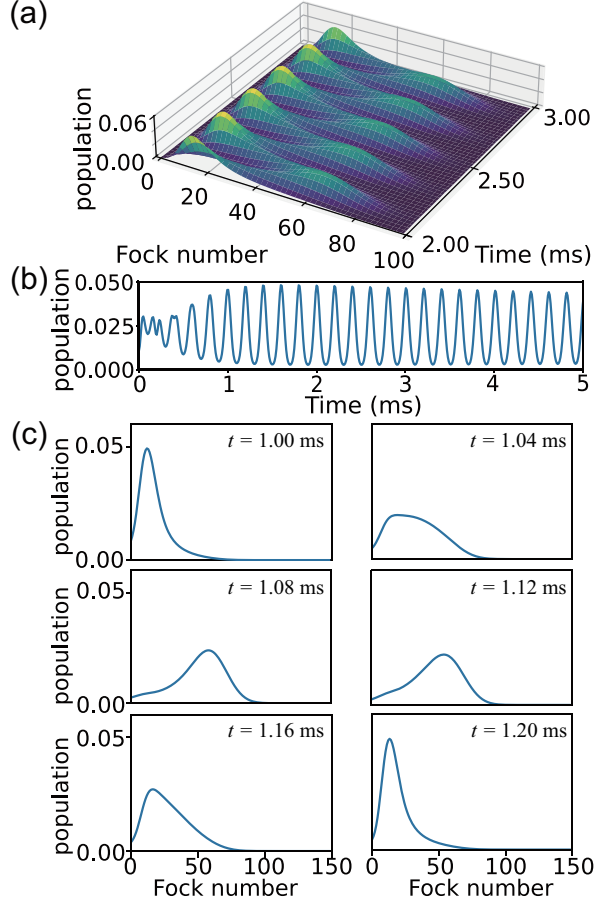 (a)
population
0.06
0.00
0
20
40
60
80
100
Fock number
2.00
2.50
3.00
Time (ms)
(b)
population
0.050
0.025
0.000
0 1 2 3 4 5
Time (ms)
(c)
population
0.05
0.00
t = 1.00 ms
t = 1.04 ms
population
0.05
0.00
t = 1.08 ms
t = 1.12 ms
population
0.05
0.00
t = 1.16 ms
t = 1.20 ms
0 50 100 150
0 50 100 150
Fock number
Fock number